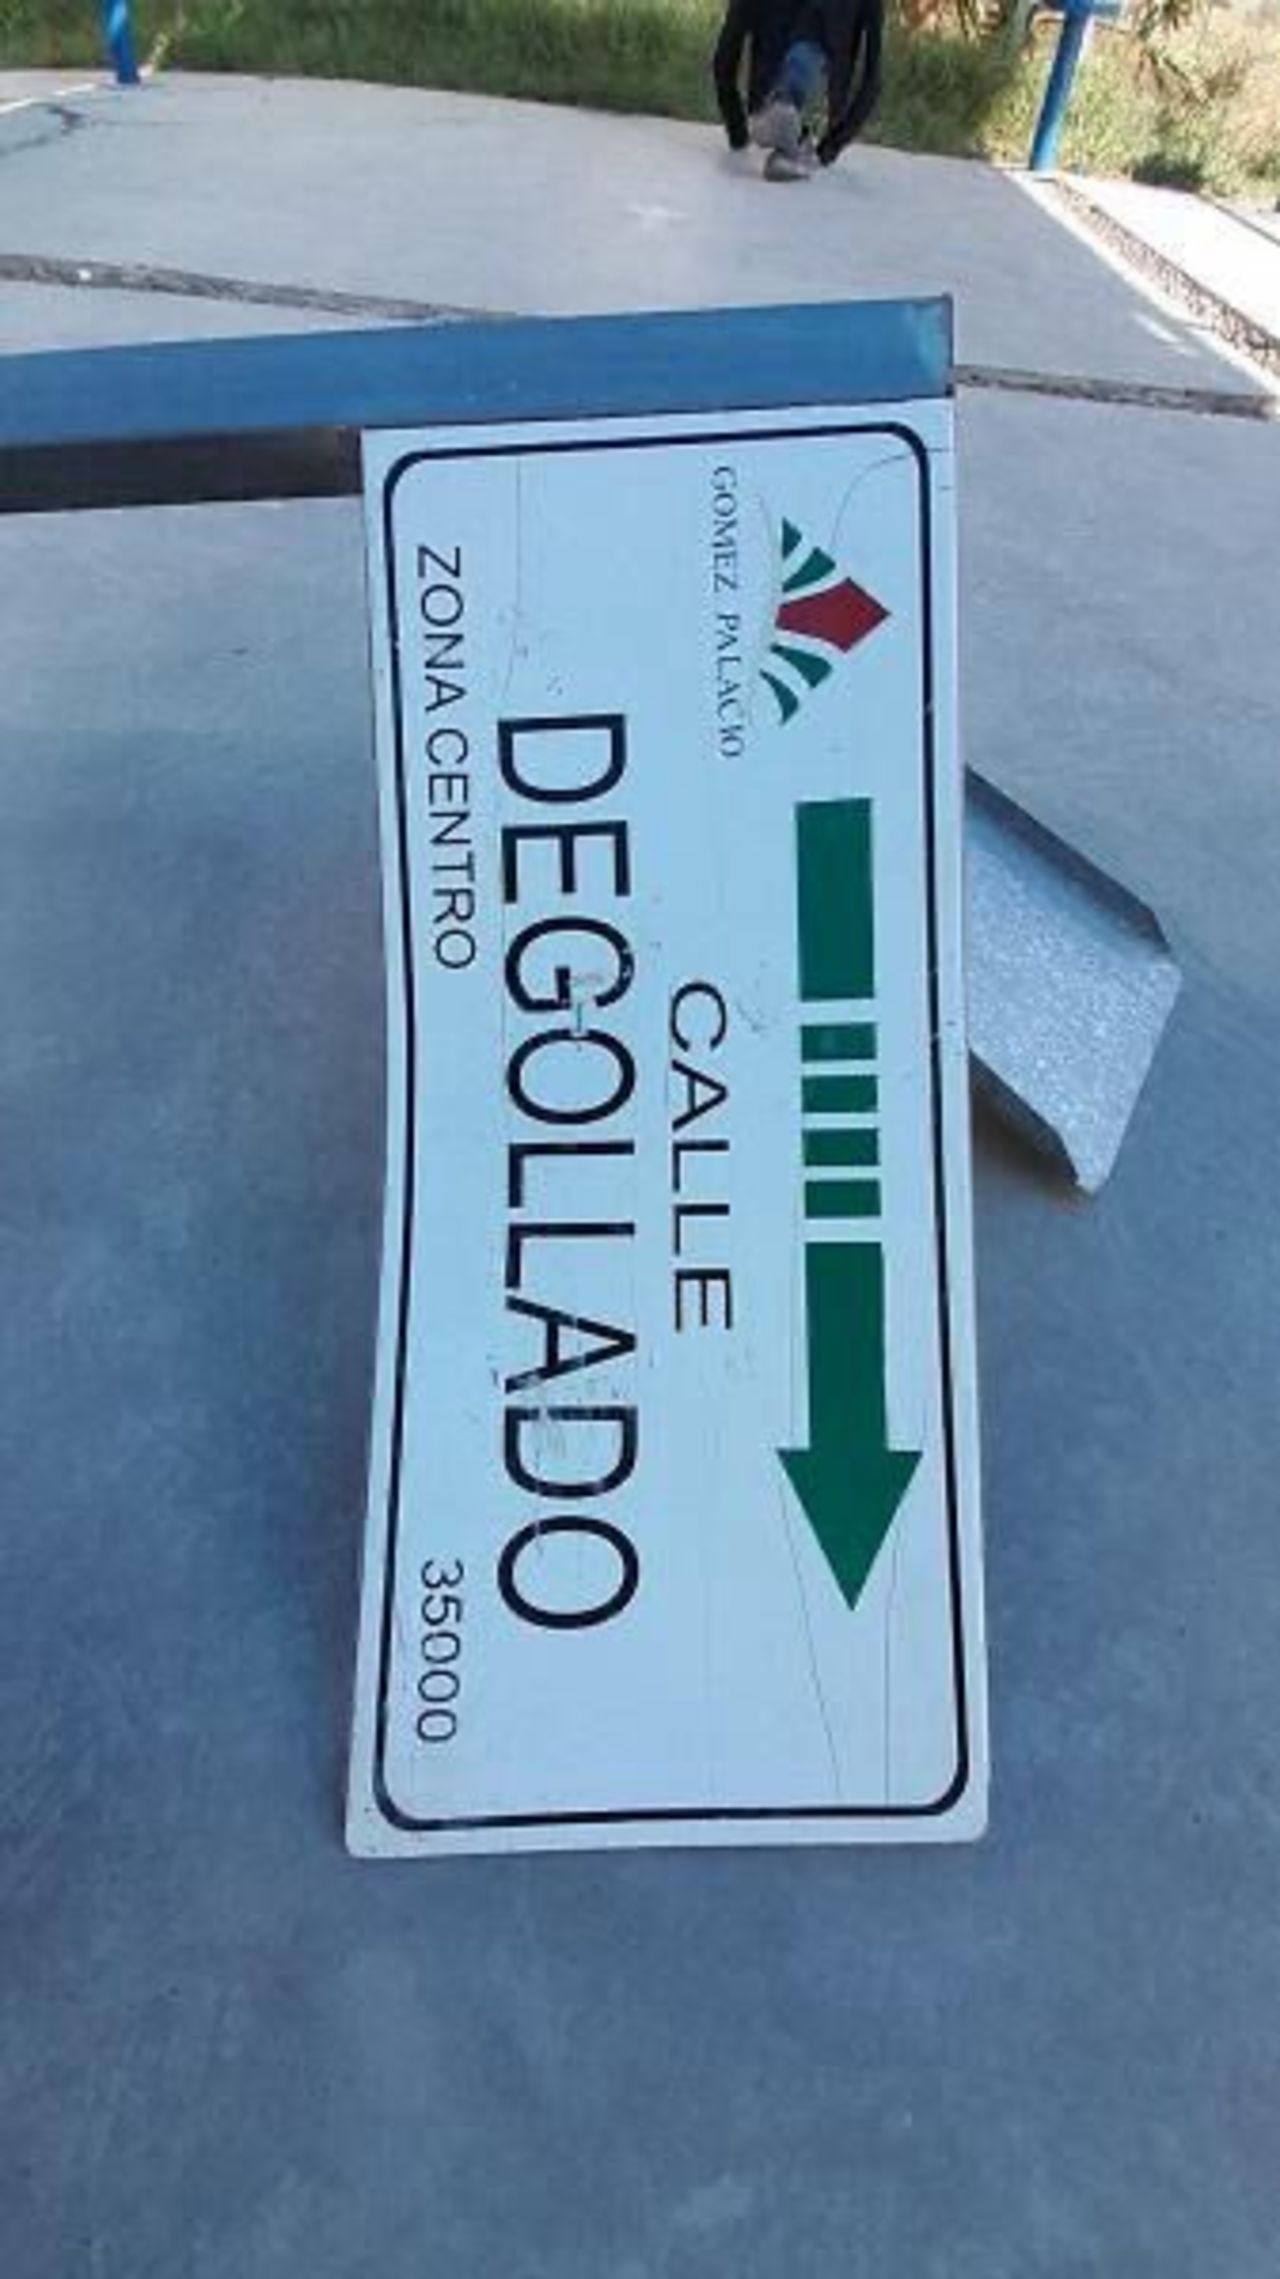 GOMEZ PALACIO
CALLE
DEGOLLADO
ZONA CENTRO 35000